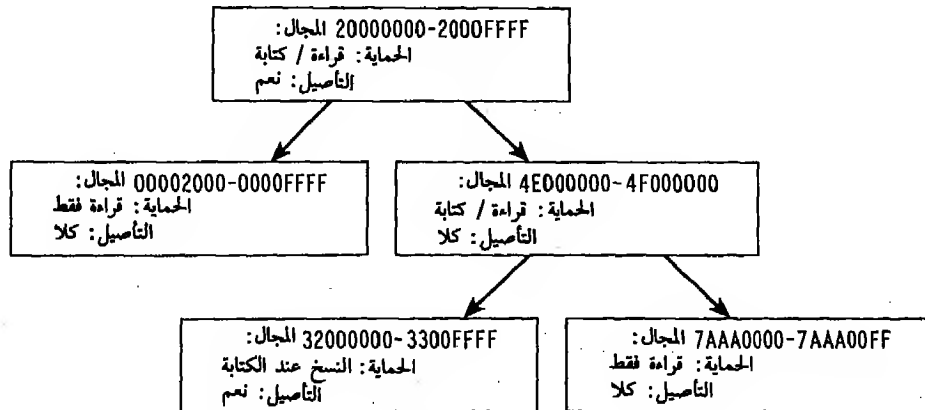 المجال: 20000000-2000FFFF
الحماية: قراءة / كتابة
التأصيل: نعم
المجال: 00002000-0000FFFF
الحماية: قراءة فقط
التأصيل: كلا
المجال: 4E000000-4F000000
الحماية: قراءة / كتابة
التأصيل: كلا
المجال: 32000000-3300FFFF
الحماية: النسخ عند الكتابة
التأصيل: نعم
المجال: 7AAA0000-7AAA00FF
الحماية: قراءة فقط
التأصيل: كلا